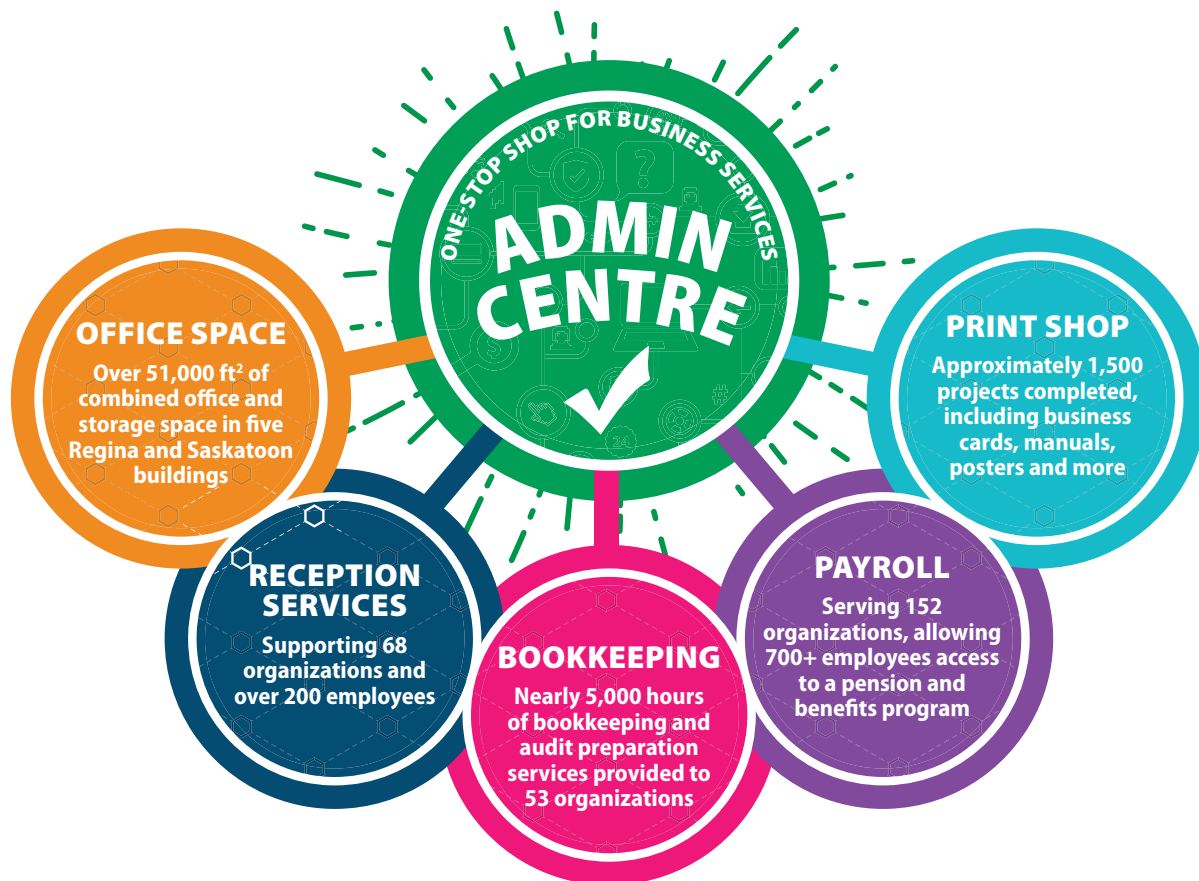 ONE-STOP SHOP FOR BUSINESS SERVICES
ADMIN
CENTRE
OFFICE SPACE
Over 51,000 ft² of
combined office and
storage space in five
Regina and Saskatoon
buildings
RECEPTION
SERVICES
Supporting 68
organizations and
over 200 employees
BOOKKEEPING
Nearly 5,000 hours
of bookkeeping and
audit preparation
services provided to
53 organizations
PAYROLL
Serving 152
organizations, allowing
700+ employees access
to a pension and
benefits program
PRINT SHOP
Approximately 1,500
projects completed,
including business
cards, manuals,
posters and more
?
$
24
#